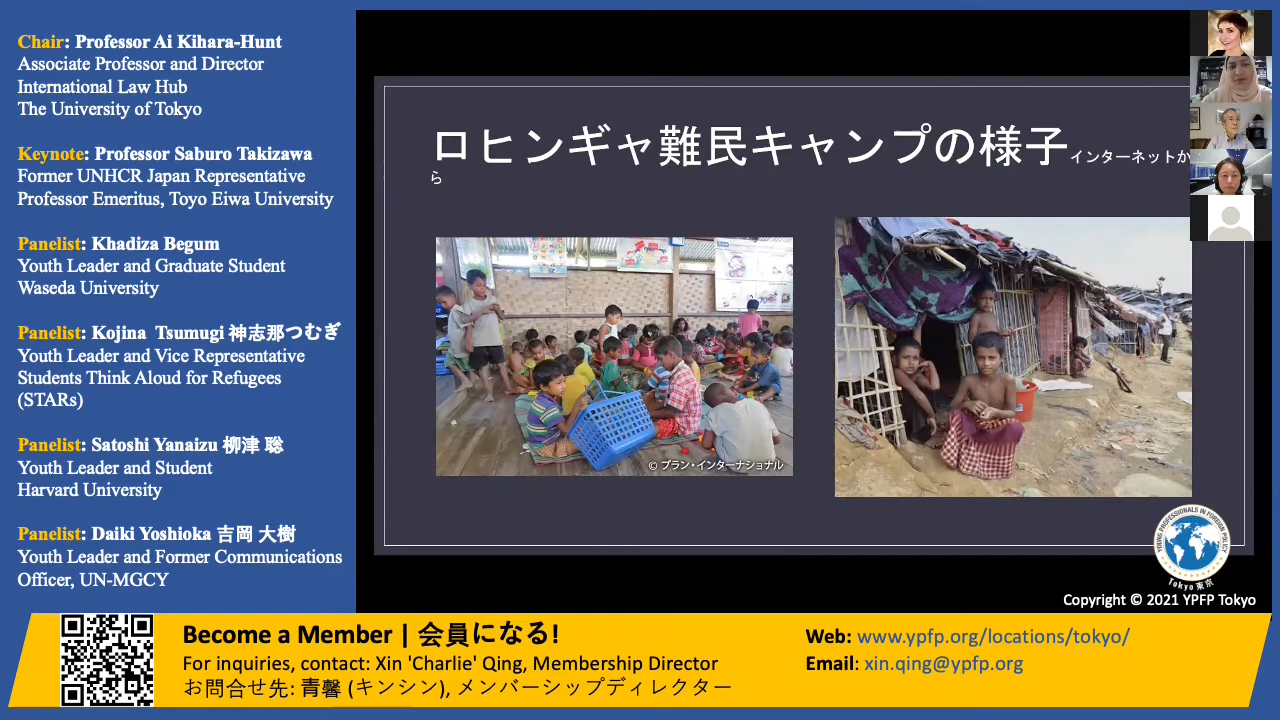 Chair: Professor Ai Kihara-Hunt
Associate Professor and Director
International Law Hub
The University of Tokyo
Keynote: Professor Saburo Takizawa
Former UNHCR Japan Representative
Professor Emeritus, Toyo Eiwa University
Panelist: Khadiza Begum
Youth Leader and Graduate Student
Waseda University
Panelist: Kojina Tsumugi 神志那つむぎ
Youth Leader and Vice Representative
Students Think Aloud for Refugees
(STARs)
Panelist: Satoshi Yanaizu 柳津 聡
Youth Leader and Student
Harvard University
Panelist: Daiki Yoshioka 吉岡 大樹
Youth Leader and Former Communications
Officer, UN-MGCY
ロヒンギャ難民キャンプの様子インターネットか
ら
© プラン・インターナショナル
YOUNG PROFESSIONALS IN FOREIGN POLICY
Tokyo 東京
Copyright © 2021 YPFP Tokyo
Become a Member | 会員になる!
For inquiries, contact: Xin 'Charlie' Qing, Membership Director
お問合せ先: 青馨 (キンシン), メンバーシップディレクター
Web: www.ypfp.org/locations/tokyo/
Email: xin.qing@ypfp.org